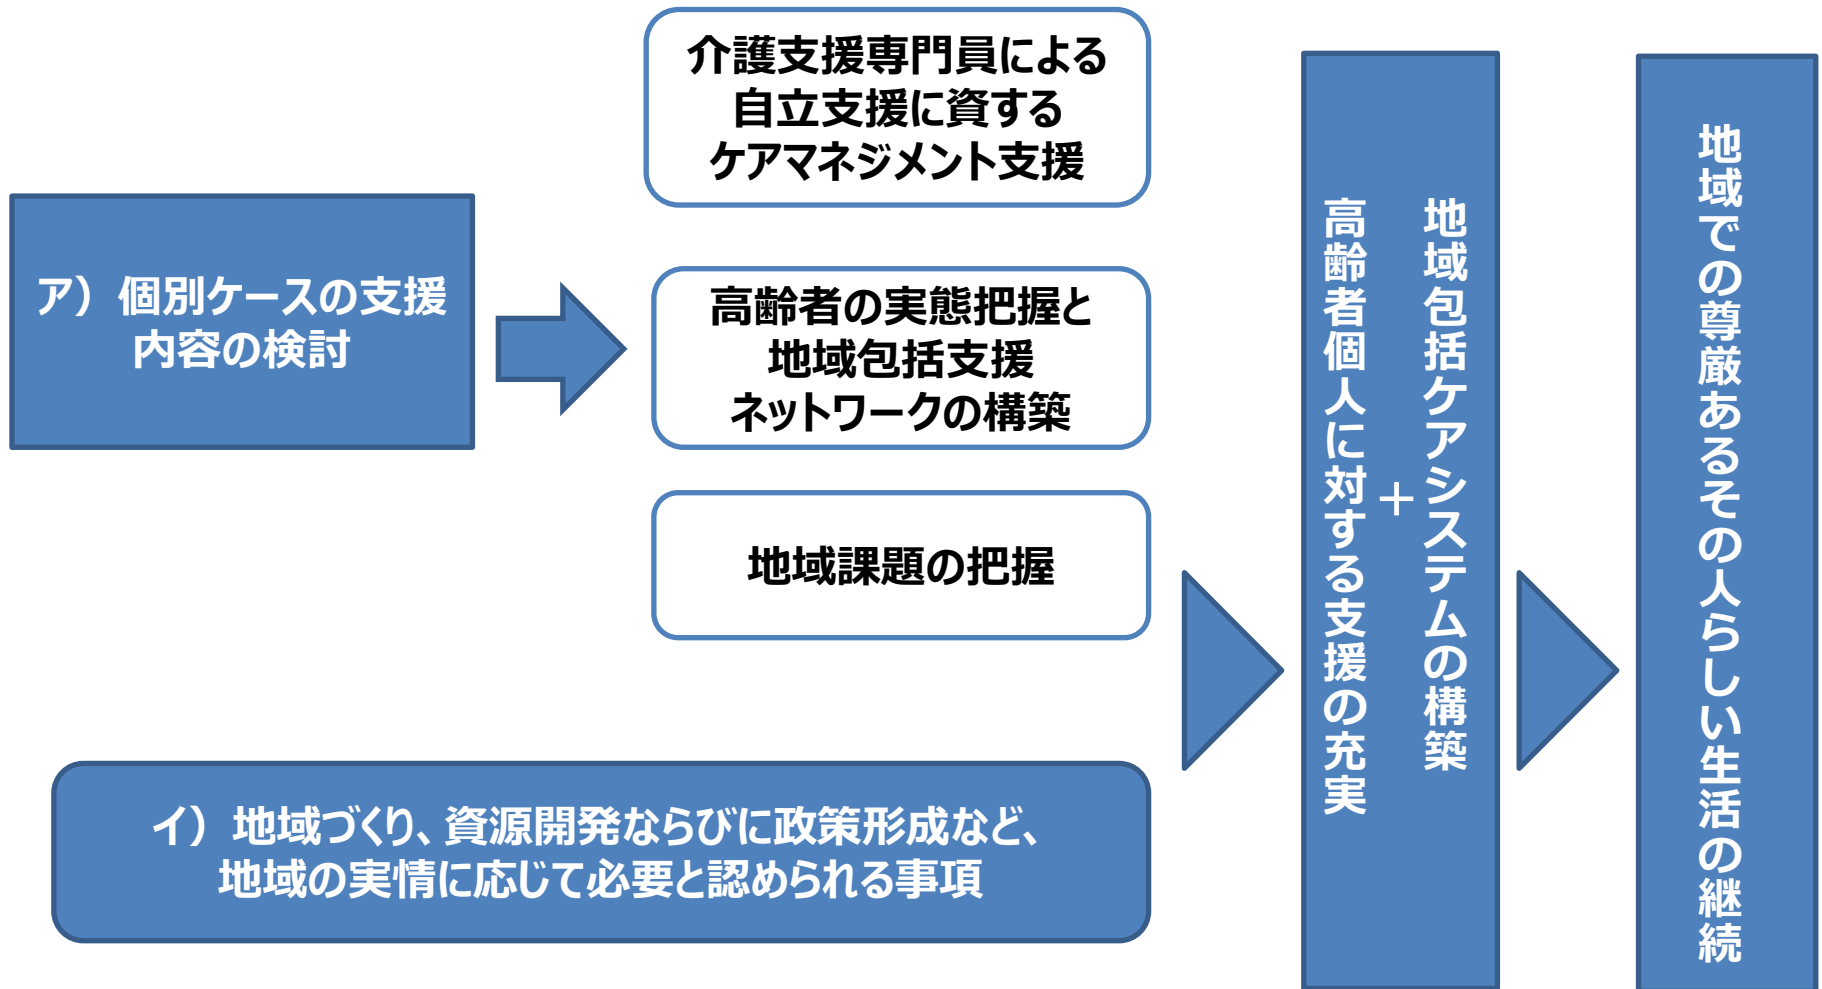 ア）個別ケースの支援
内容の検討
介護支援専門員による
自立支援に資する
ケアマネジメント支援
高齢者の実態把握と
地域包括支援
ネットワークの構築
地域課題の把握
イ）地域づくり、資源開発ならびに政策形成など、
地域の実情に応じて必要と認められる事項
地域包括ケアシステムの構築
＋
高齢者個人に対する支援の充実
地域での尊厳あるその人らしい生活の継続